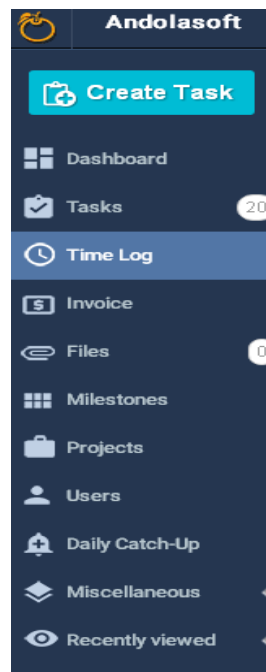 Andolasoft
Create Task
Dashboard
Tasks 20
Time Log
$ Invoice
Files 0
Milestones
Projects
Users
Daily Catch-Up
Miscellaneous
Recently viewed